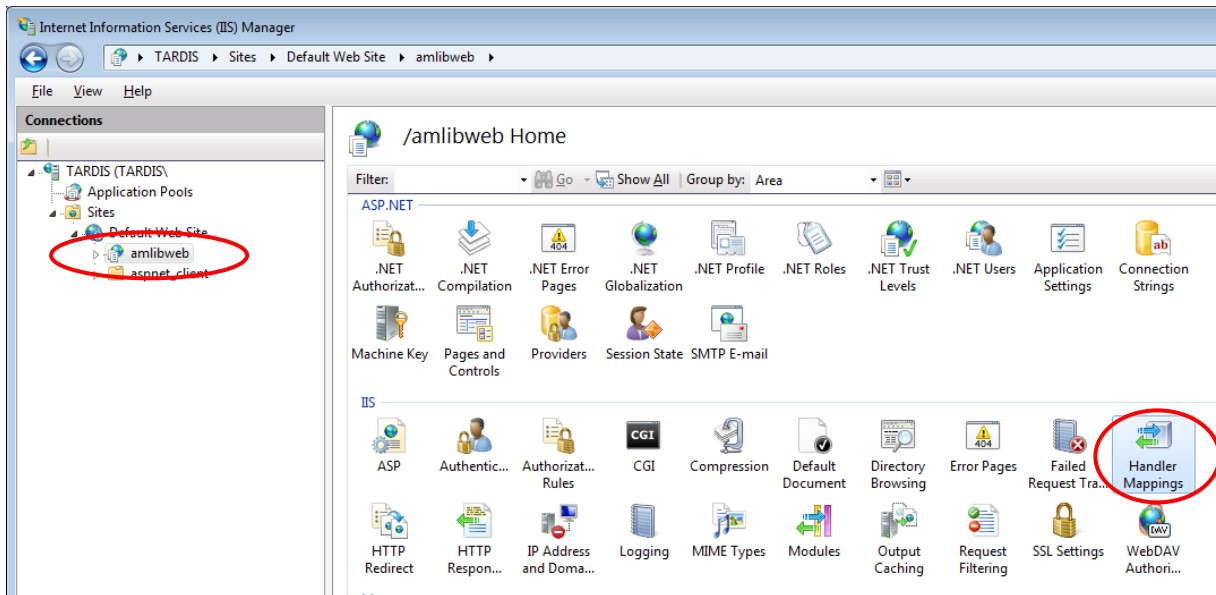 Internet Information Services (IIS) Manager
TARDIS Sites Default Web Site amlibweb
File View Help
Connections
TARDIS (TARDIS\
Application Pools
Sites
Default Web Site
amlibweb
aspnet_client
/amlibweb Home
Filter: Go Show All Group by: Area
ASP.NET
404
ab
.NET Authorizat...
.NET Compilation
.NET Error Pages
.NET Globalization
.NET Profile
.NET Roles
.NET Trust Levels
.NET Users
Application Settings
Connection Strings
Machine Key
Pages and Controls
Providers
Session State
SMTP E-mail
IIS
CGI
404
ASP
Authentic...
Authorizat... Rules
CGI
Compression
Default Document
Directory Browsing
Error Pages
Failed Request Tra...
Handler Mappings
DAV
HTTP Redirect
HTTP Respon...
IP Address and Doma...
Logging
MIME Types
Modules
Output Caching
Request Filtering
SSL Settings
WebDAV Authori...